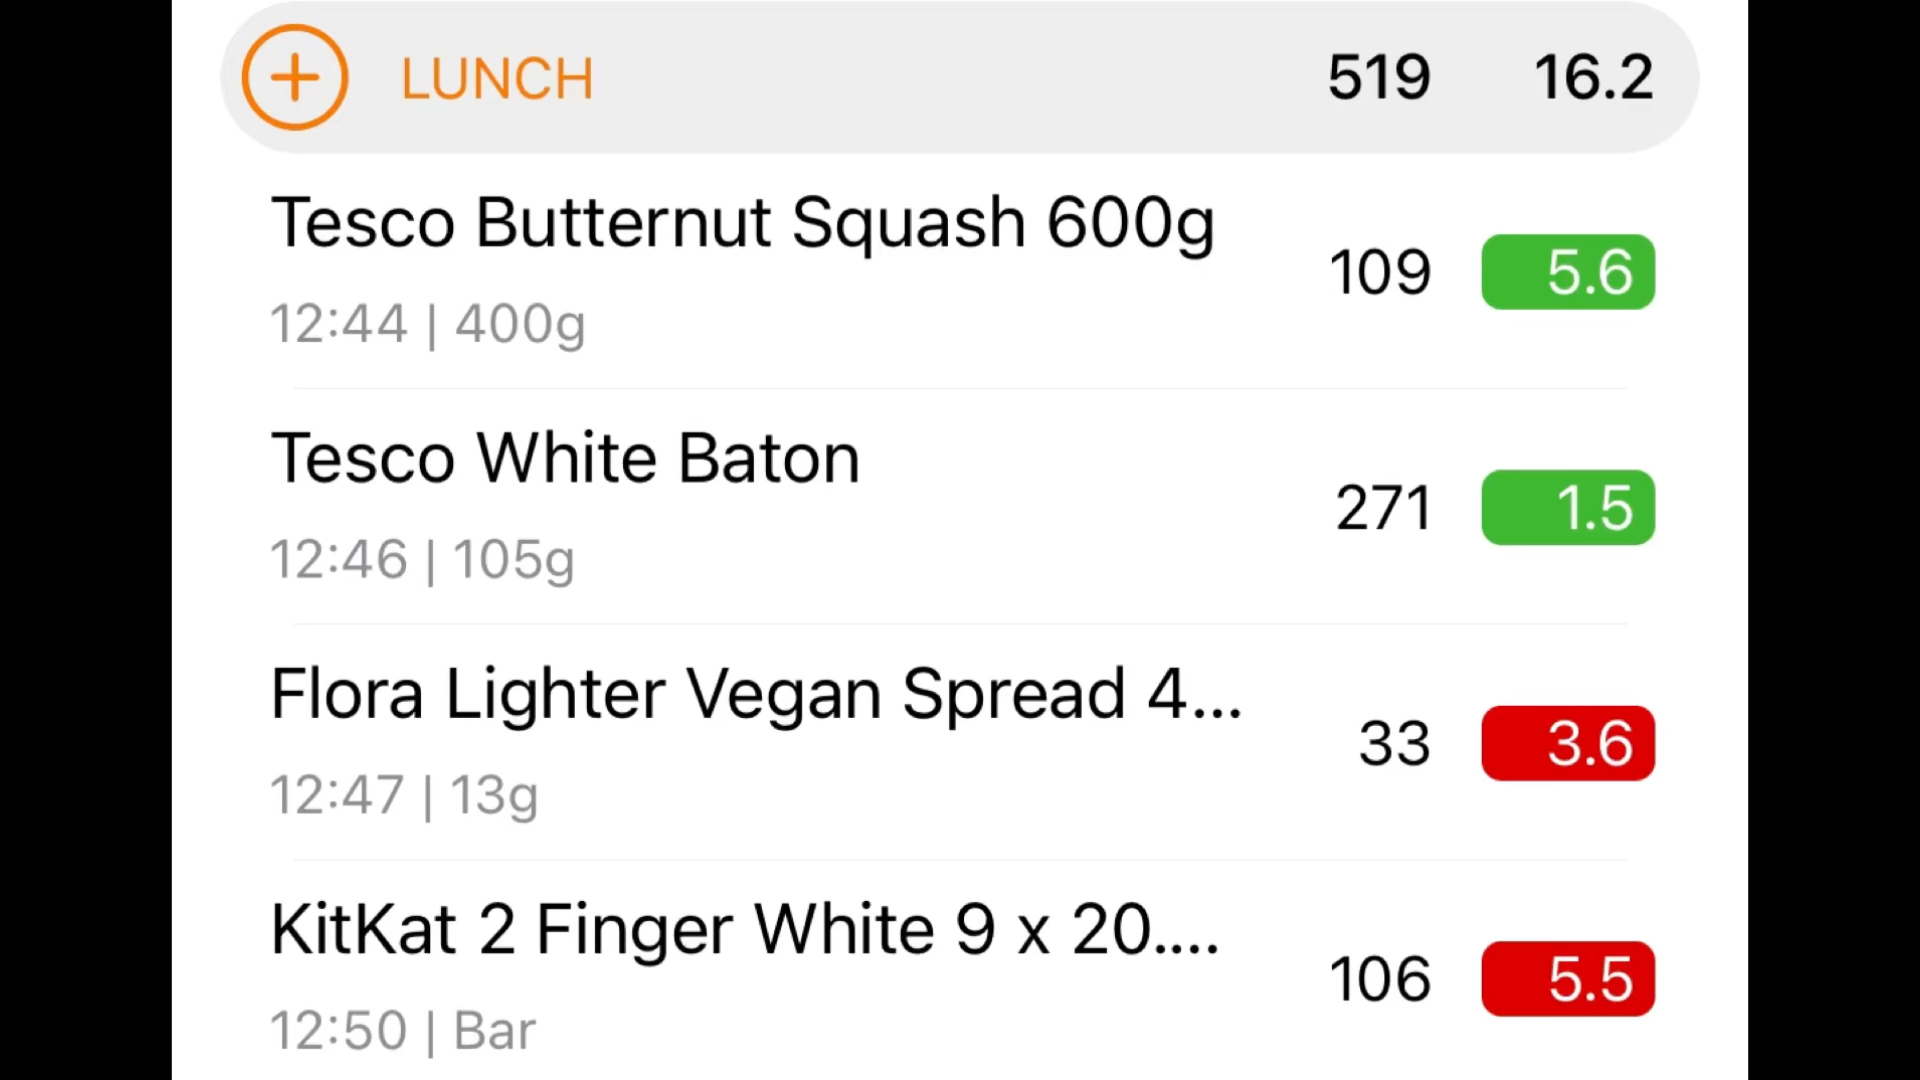 LUNCH 519 16.2
Tesco Butternut Squash 600g
109 5.6
12:44 | 400g
Tesco White Baton
271 1.5
12:46 | 105g
Flora Lighter Vegan Spread 4...
33 3.6
12:47 | 13g
KitKat 2 Finger White 9 x 20....
106 5.5
12:50 | Bar